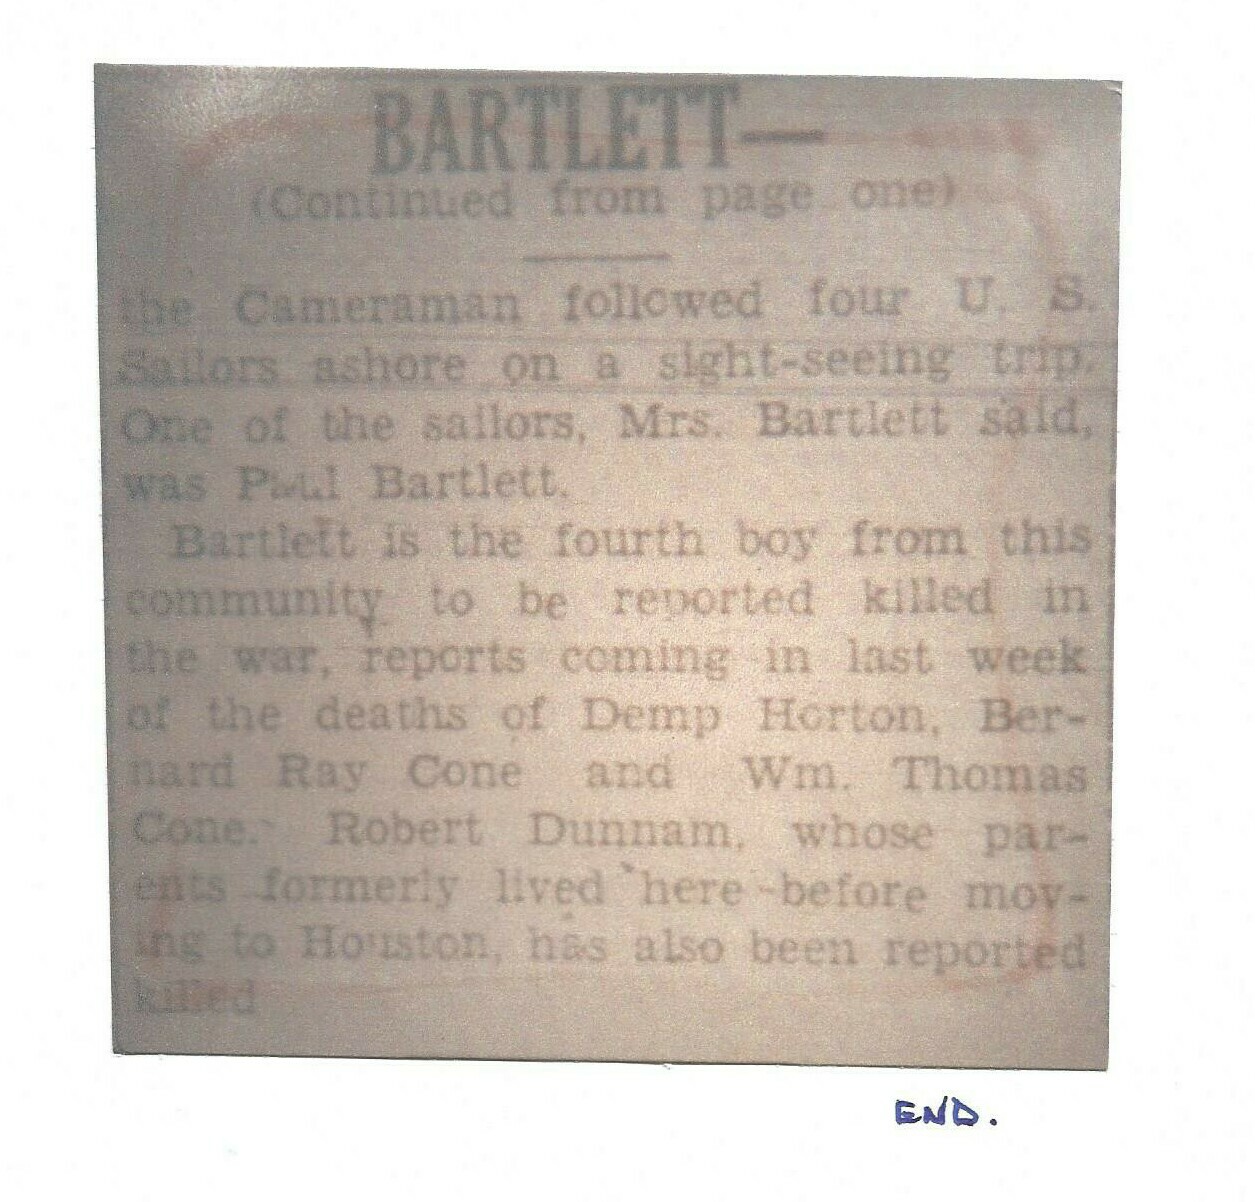 BARTLETT—
(Continued from page one)
the Cameraman followed four U. S.
Sailors ashore on a sight-seeing trip.
One of the sailors, Mrs. Bartlett said,
was Paul Bartlett.
Bartlett is the fourth boy from this
community to be reported killed in
the war, reports coming in last week
of the deaths of Demp Horton, Ber-
nard Ray Cone and Wm. Thomas
Cone. Robert Dunnam, whose par-
ents formerly lived here before mov-
ing to Houston, has also been reported
killed
END.